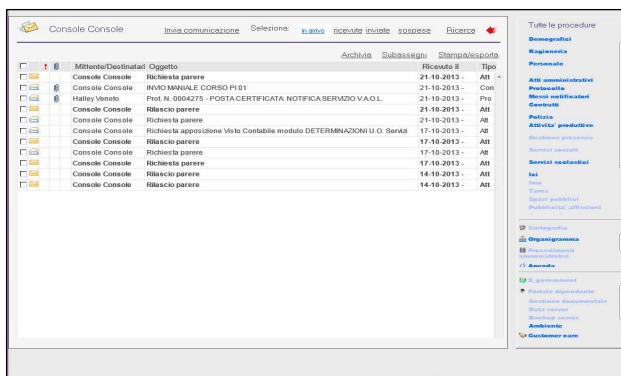 Console Console Invia comunicazione Seleziona: in arrivo ricevute inviate sospese Ricerca
Archivia Subassegna Stampa/esporta
! Mittente/Destinatari Oggetto Ricevuto il Tipo
Console Console Richiesta parere 21-10-2013 - Att
Console Console INVIO MANIALE CORSO PI 01 21-10-2013 - Con
Halley Veneto Prot. N. 0004275 - POSTA CERTIFICATA: NOTIFICA SERVIZIO V.A.O.L. 21-10-2013 - Pro
Console Console Rilascio parere 21-10-2013 - Att
Console Console Richiesta parere 21-10-2013 - Att
Console Console Richiesta apposizione Visto Contabile modulo DETERMINAZIONI U.O. Servizi 17-10-2013 - Att
Console Console Rilascio parere 17-10-2013 - Att
Console Console Richiesta parere 17-10-2013 - Att
Console Console Richiesta parere 17-10-2013 - Att
Console Console Rilascio parere 14-10-2013 - Att
Console Console Rilascio parere 14-10-2013 - Att
Tutte le procedure
Demografici
Ragioneria
Personale
Atti amministrativi
Protocollo
Messi notificatori
Contratti
Polizia
Attivita' produttive
Gestione presenze
Servizi sociali
Servizi scolastici
Ici
Imu
Tares
Spazi pubblici
Pubblicita' affissioni
Cartografia
Organigramma
Procedimenti
amministrativi
Agenda
E_government
Portale dipendente
Gestione documentale
Data server
Backup server
Ambiente
Customer care